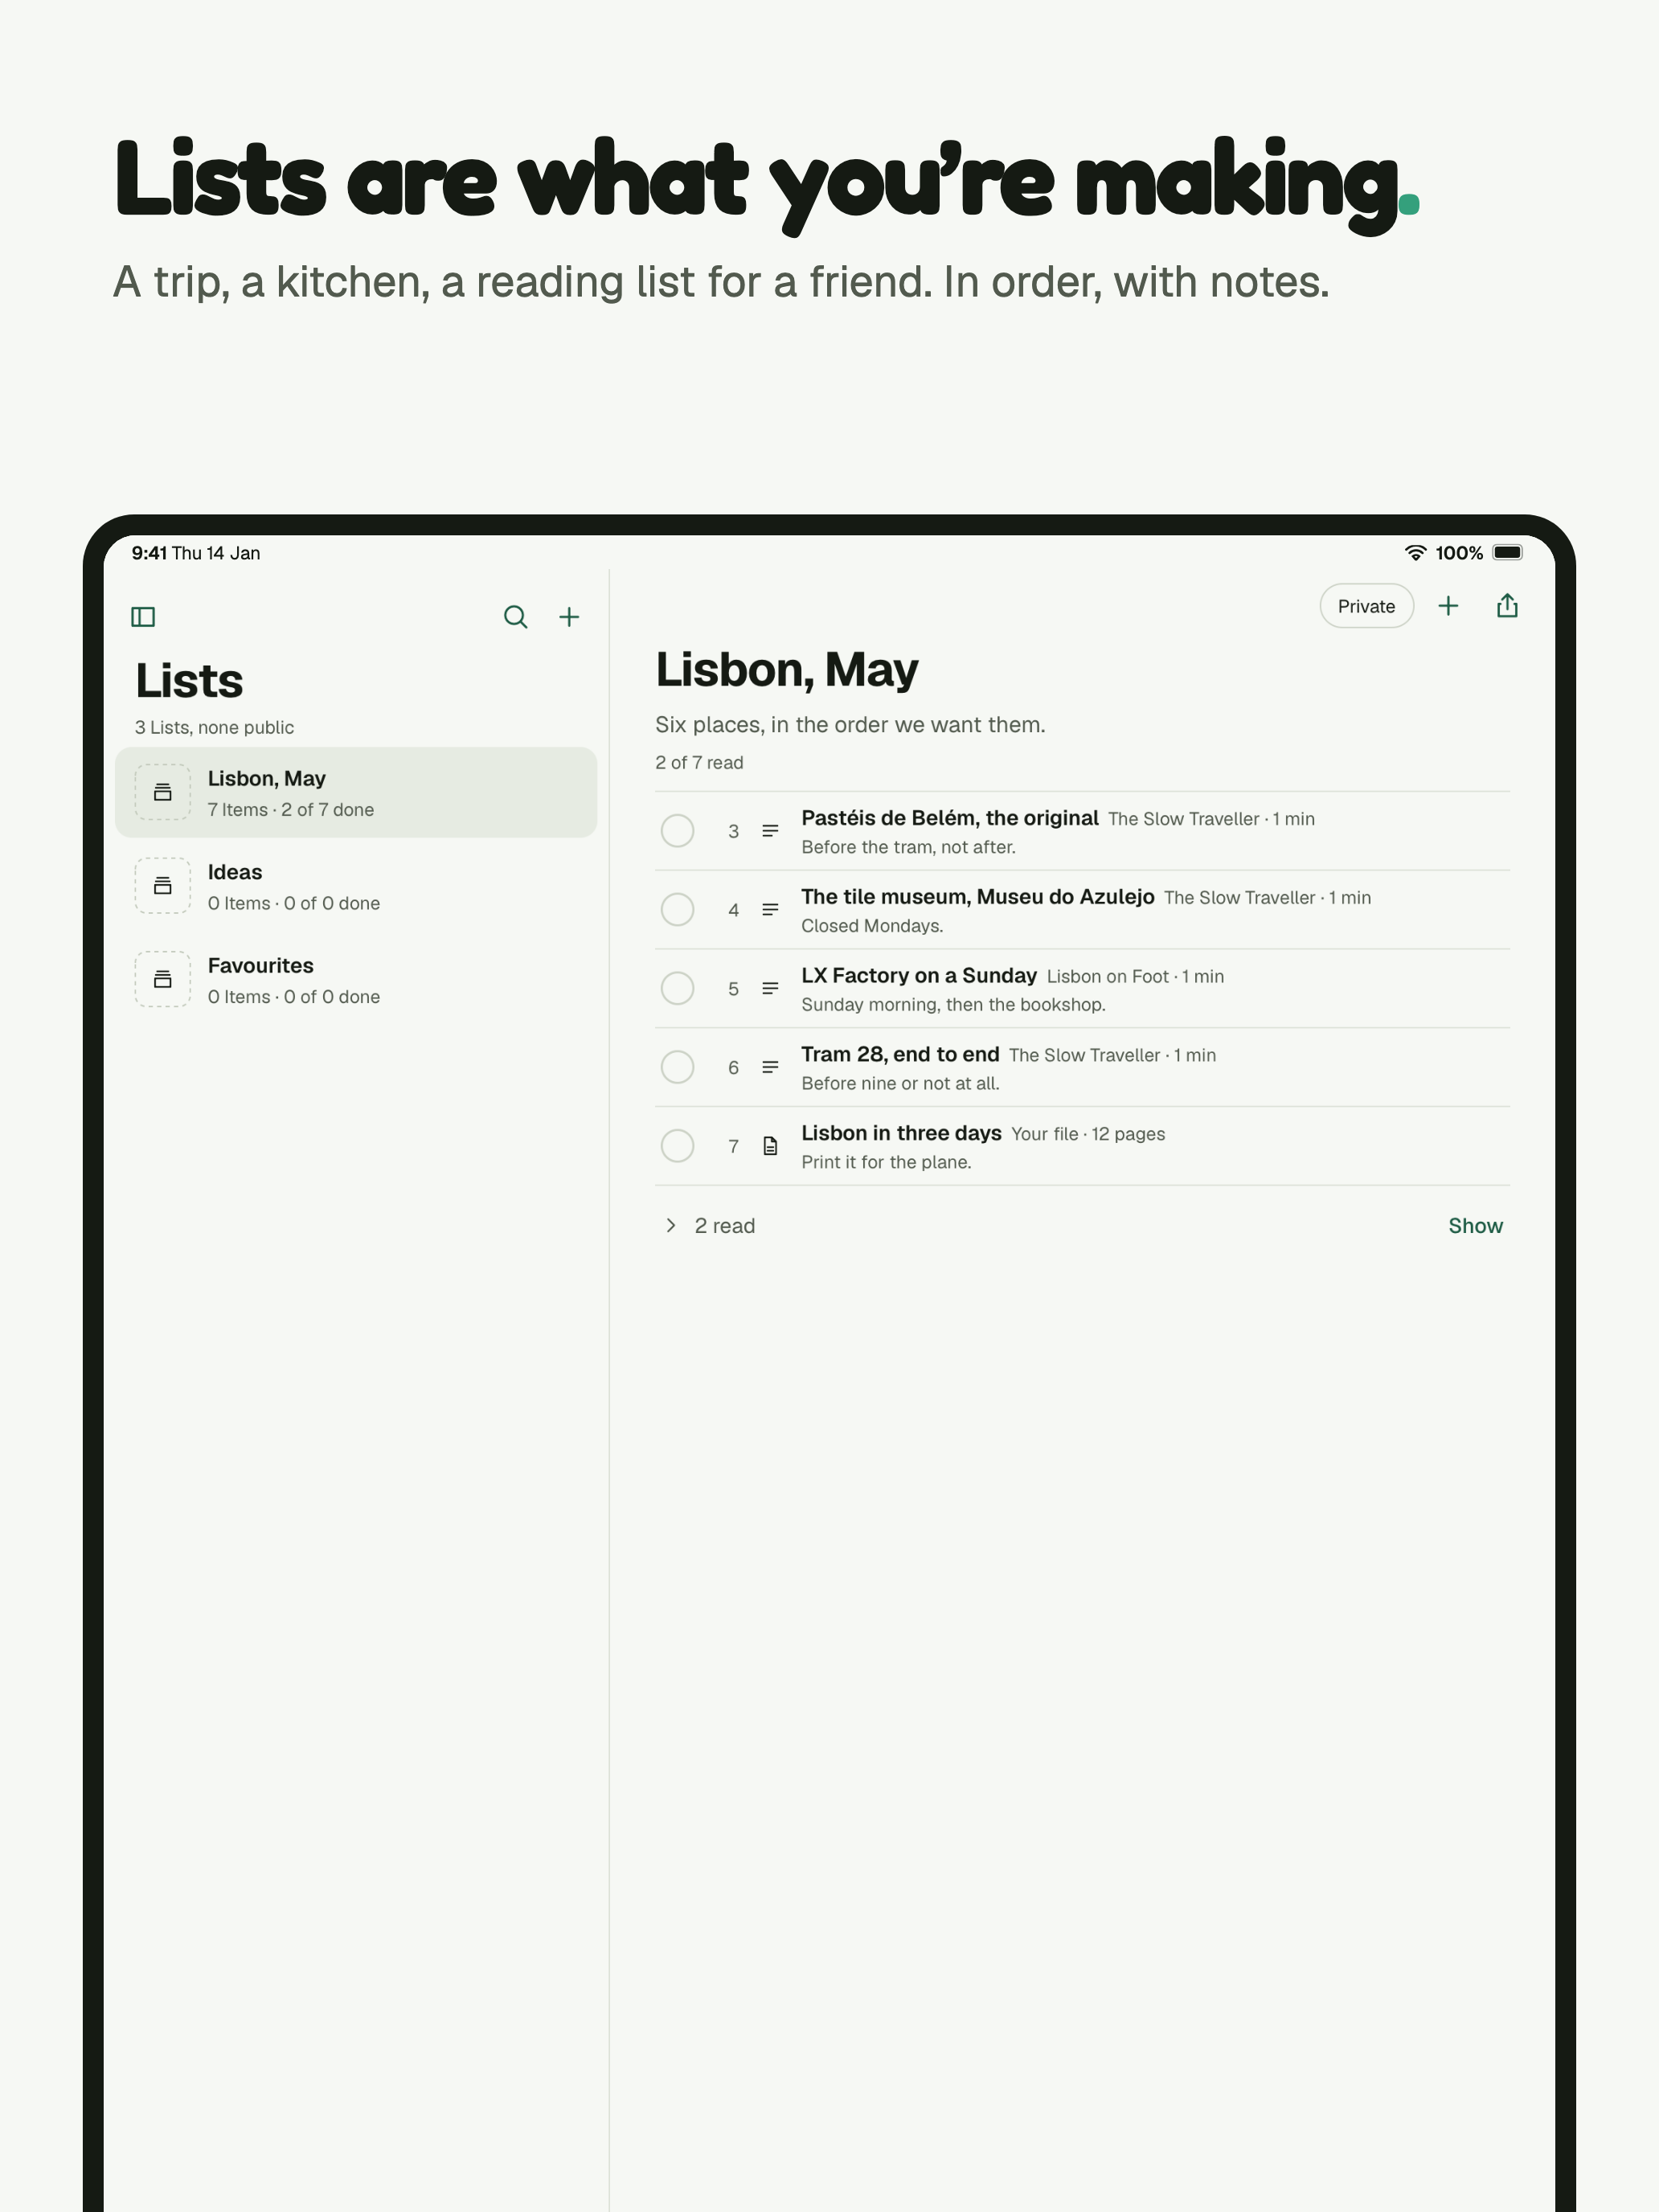 Lists are what you’re making.
A trip, a kitchen, a reading list for a friend. In order, with notes.
9:41 Thu 14 Jan
100%
Lists
3 Lists, none public
Lisbon, May
7 Items · 2 of 7 done
Ideas
0 Items · 0 of 0 done
Favourites
0 Items · 0 of 0 done
Private
Lisbon, May
Six places, in the order we want them.
2 of 7 read
3 Pastéis de Belém, the original The Slow Traveller · 1 min
Before the tram, not after.
4 The tile museum, Museu do Azulejo The Slow Traveller · 1 min
Closed Mondays.
5 LX Factory on a Sunday Lisbon on Foot · 1 min
Sunday morning, then the bookshop.
6 Tram 28, end to end The Slow Traveller · 1 min
Before nine or not at all.
7 Lisbon in three days Your file · 12 pages
Print it for the plane.
2 read Show